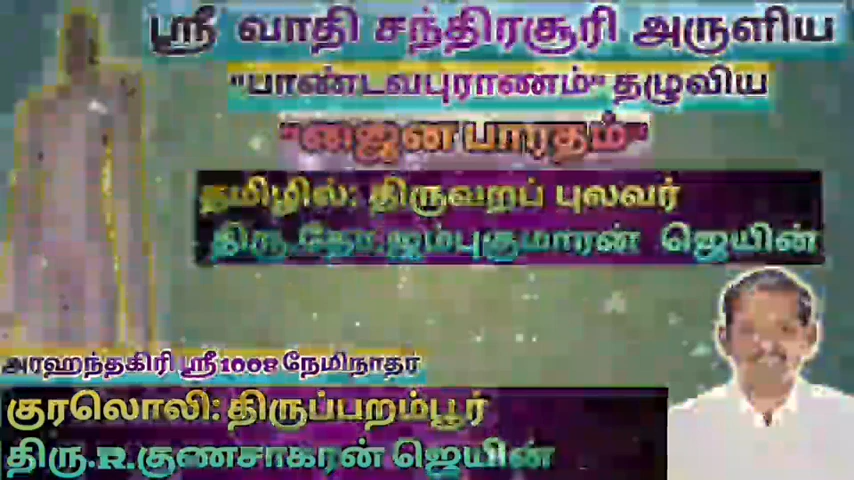 ஸ்ரீ வாதி சந்திரசூரி அருளிய
"பாண்டவபுராணம்" தழுவிய
"ஜைன பாரதம்"
தமிழில்: திருவறப் புலவர்
திரு.தோ.ஜம்புகுமாரன் ஜெயின்
அரஹந்தகிரி ஸ்ரீ 1008 நேமிநாதர்
குரலொலி: திருப்பறம்பூர்
திரு.R.குணசாகரன் ஜெயின்